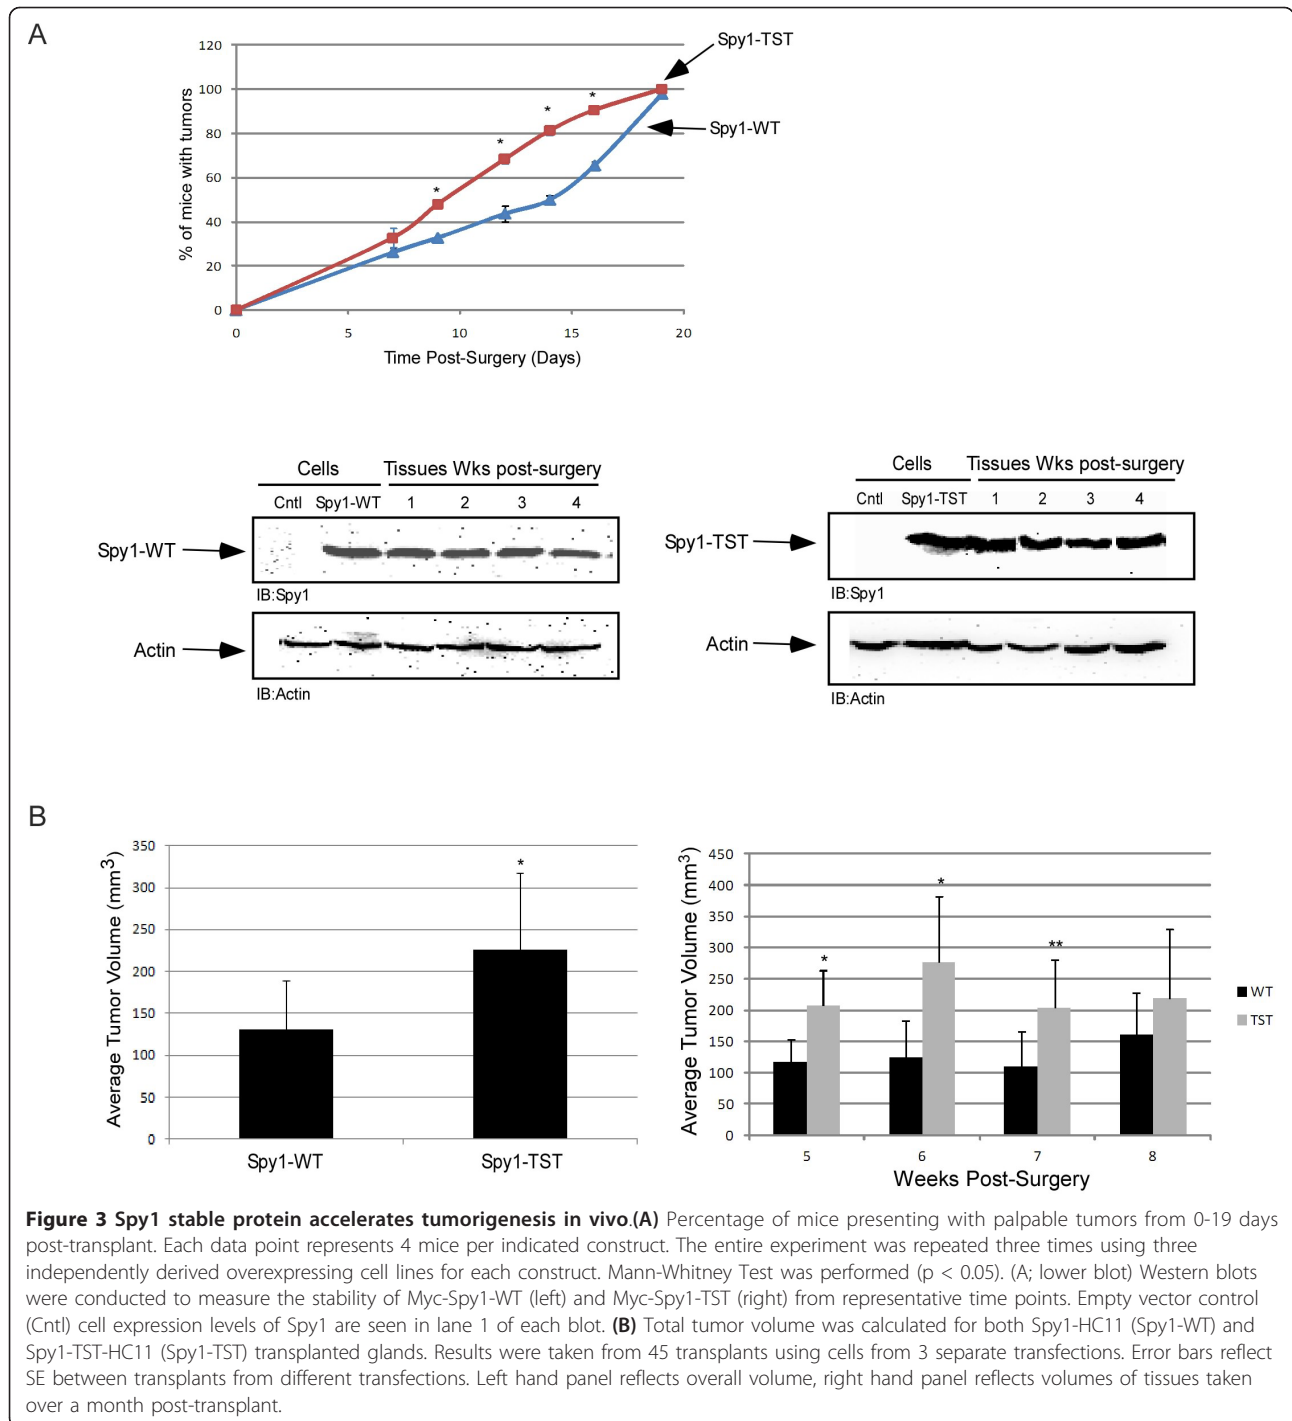 A
Spy1-TST
Spy1-WT
120
100
80
60
40
20
0
% of mice with tumors
* * * * *
0 5 10 15 20
Time Post-Surgery (Days)
Cells Tissues Wks post-surgery
Cntl Spy1-WT 1 2 3 4
Spy1-WT
IB:Spy1
Actin
IB:Actin
Cells Tissues Wks post-surgery
Cntl Spy1-TST 1 2 3 4
Spy1-TST
IB:Spy1
Actin
IB:Actin
B
Average Tumor Volume (mm3)
350
300
250
200
150
100
50
0
*
Spy1-WT Spy1-TST
Average Tumor Volume (mm3)
450
400
350
300
250
200
150
100
50
0
* * **
5 6 7 8
Weeks Post-Surgery
WT
TST
Figure 3 Spy1 stable protein accelerates tumorigenesis in vivo.(A) Percentage of mice presenting with palpable tumors from 0-19 days
post-transplant. Each data point represents 4 mice per indicated construct. The entire experiment was repeated three times using three
independently derived overexpressing cell lines for each construct. Mann-Whitney Test was performed (p < 0.05). (A; lower blot) Western blots
were conducted to measure the stability of Myc-Spy1-WT (left) and Myc-Spy1-TST (right) from representative time points. Empty vector control
(Cntl) cell expression levels of Spy1 are seen in lane 1 of each blot. (B) Total tumor volume was calculated for both Spy1-HC11 (Spy1-WT) and
Spy1-TST-HC11 (Spy1-TST) transplanted glands. Results were taken from 45 transplants using cells from 3 separate transfections. Error bars reflect
SE between transplants from different transfections. Left hand panel reflects overall volume, right hand panel reflects volumes of tissues taken
over a month post-transplant.